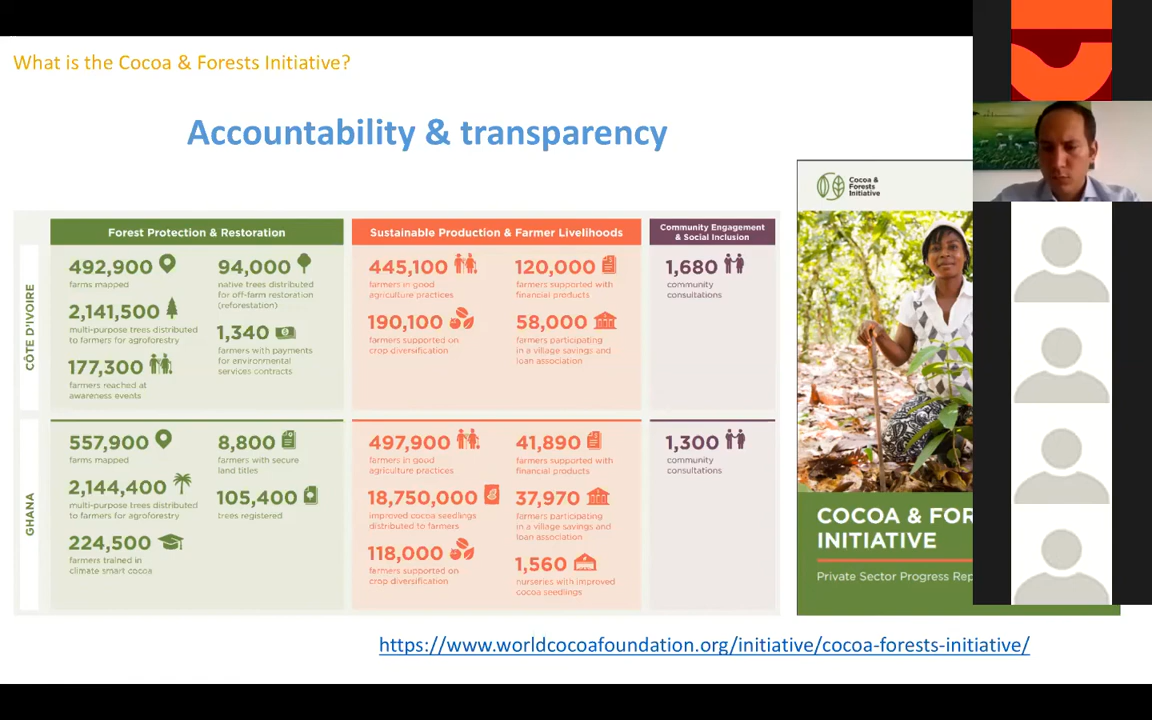 What is the Cocoa & Forests Initiative?
Accountability & transparency
Forest Protection & Restoration
Sustainable Production & Farmer Livelihoods
Community Engagement
& Social Inclusion
CÔTE D'IVOIRE
492,900
farms mapped
2,141,500
multi-purpose trees distributed
to farmers for agroforestry
177,300
farmers reached at
awareness events
94,000
native trees distributed
for off-farm restoration
(reforestation)
1,340
farmers with payments
for environmental
services contracts
445,100
farmers in good
agriculture practices
190,100
farmers supported on
crop diversification
120,000
farmers supported with
financial products
58,000
farmers participating
in a village savings and
loan association
1,680
community
consultations
GHANA
557,900
farms mapped
2,144,400
multi-purpose trees distributed
to farmers for agroforestry
224,500
farmers trained in
climate smart cocoa
8,800
farmers with secure
land titles
105,400
trees registered
497,900
farmers in good
agriculture practices
18,750,000
improved cocoa seedlings
distributed to farmers
118,000
farmers supported on
crop diversification
41,890
farmers supported with
financial products
37,970
farmers participating
in a village savings and
loan association
1,560
nurseries with improved
cocoa seedlings
1,300
community
consultations
Cocoa &
Forests
Initiative
COCOA & FOR
INITIATIVE
Private Sector Progress Rep
https://www.worldcocoafoundation.org/initiative/cocoa-forests-initiative/